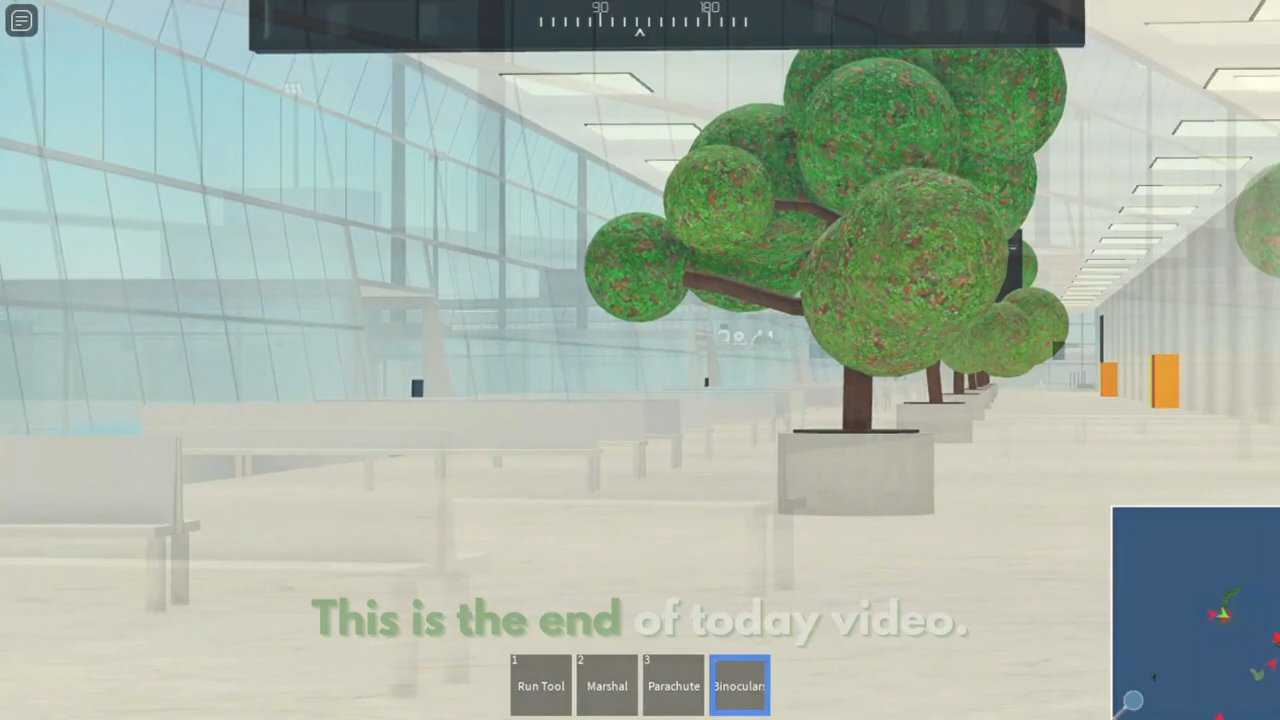 90 180
This is the end of today video.
1 2 3
Run Tool Marshal Parachute Binoculars